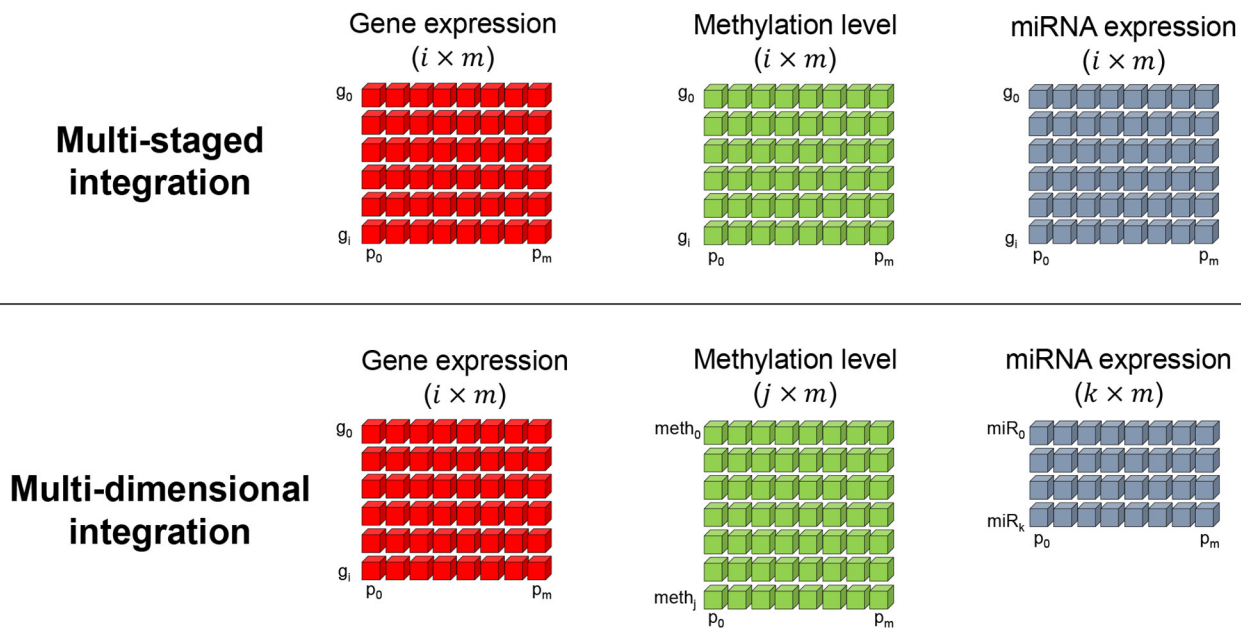 Gene expression
(i × m)
g0
gi
p0 pm
Methylation level
(i × m)
g0
gi
p0 pm
miRNA expression
(i × m)
g0
gi
p0 pm
Multi-staged
integration
Gene expression
(i × m)
g0
gi
p0 pm
Methylation level
(j × m)
meth0
methj
p0 pm
miRNA expression
(k × m)
miR0
miRk
p0 pm
Multi-dimensional
integration